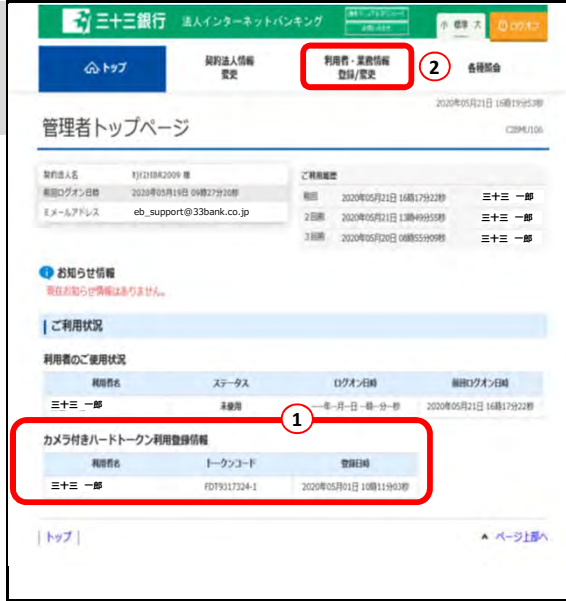 三十三銀行 法人インターネットバンキング
お問い合わせ
小 標準 大
ログオフ
トップ
契約法人情報
変更
利用者・業務情報
登録/変更
②
各種照会
2020年05月21日 16時19分53秒
管理者トップページ
契約法人名
前回ログオン日時 2020年05月19日 09時27分20秒
Eメールアドレス eb_support@33bank.co.jp
ご利用履歴
前回 2020年05月21日 16時17分22秒 三十三 一郎
2回前 2020年05月21日 13時49分55秒 三十三 一郎
3回前 2020年05月20日 08時55分09秒 三十三 一郎
お知らせ情報
現在お知らせ情報はありません。
ご利用状況
利用者のご使用状況
利用者名 ステータス ログオン日時 前回ログオン日時
三十三 一郎 未使用 ----年--月--日 --時--分--秒 2020年05月21日 16時17分22秒
①
カメラ付きハードトークン利用登録情報
利用者名 トークンコード 登録日時
三十三 一郎 FDT9317324-1 2020年05月01日 10時11分03秒
| トップ |
ページ上部へ